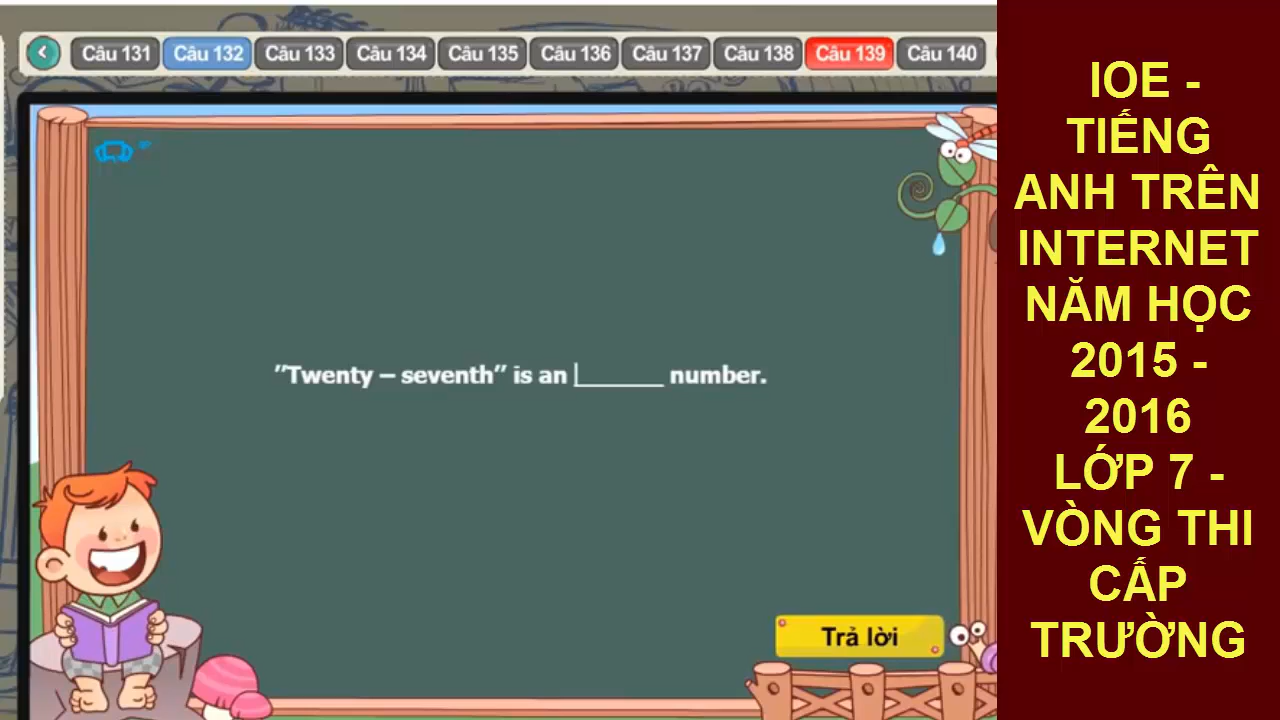 Câu 131 Câu 132 Câu 133 Câu 134 Câu 135 Câu 136 Câu 137 Câu 138 Câu 139 Câu 140
"Twenty – seventh" is an ______ number.
Trả lời
IOE -
TIẾNG
ANH TRÊN
INTERNET
NĂM HỌC
2015 -
2016
LỚP 7 -
VÒNG THI
CẤP
TRƯỜNG